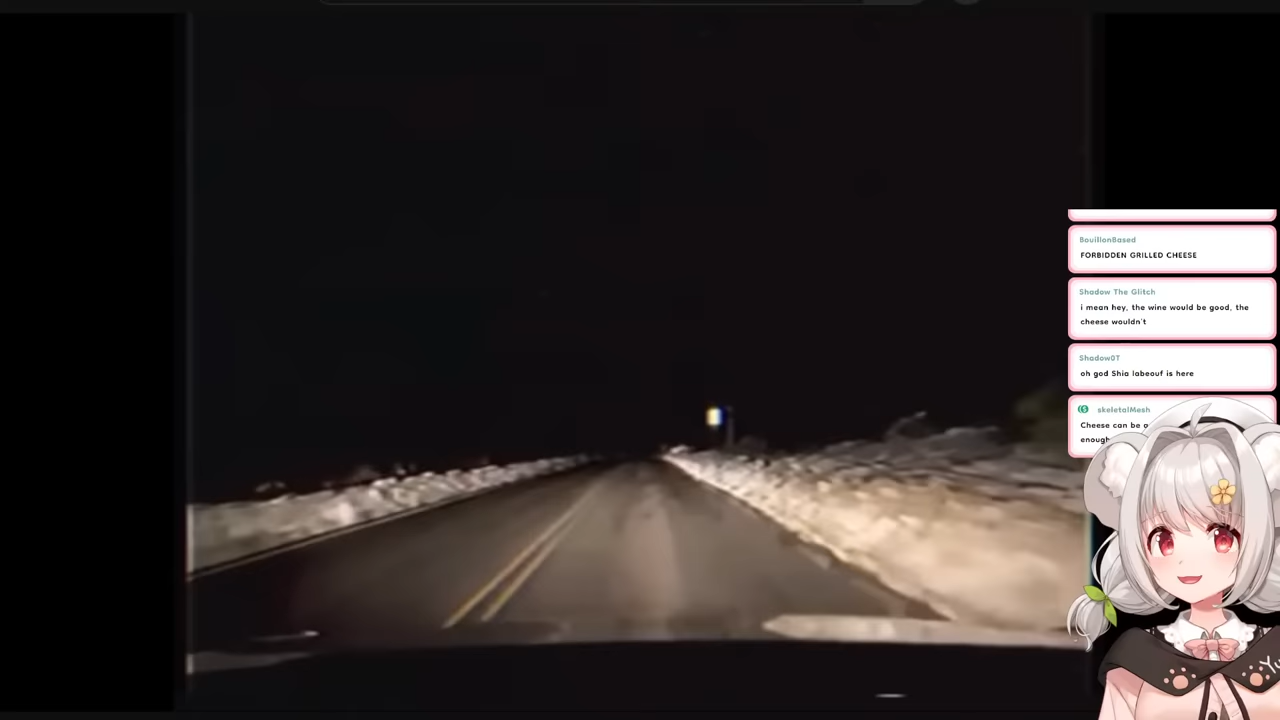 BouillonBased
FORBIDDEN GRILLED CHEESE
Shadow The Glitch
i mean hey, the wine would be good, the
cheese wouldn't
Shadow0T
oh god Shia labeouf is here
skeletalMesh
Cheese can be
enough